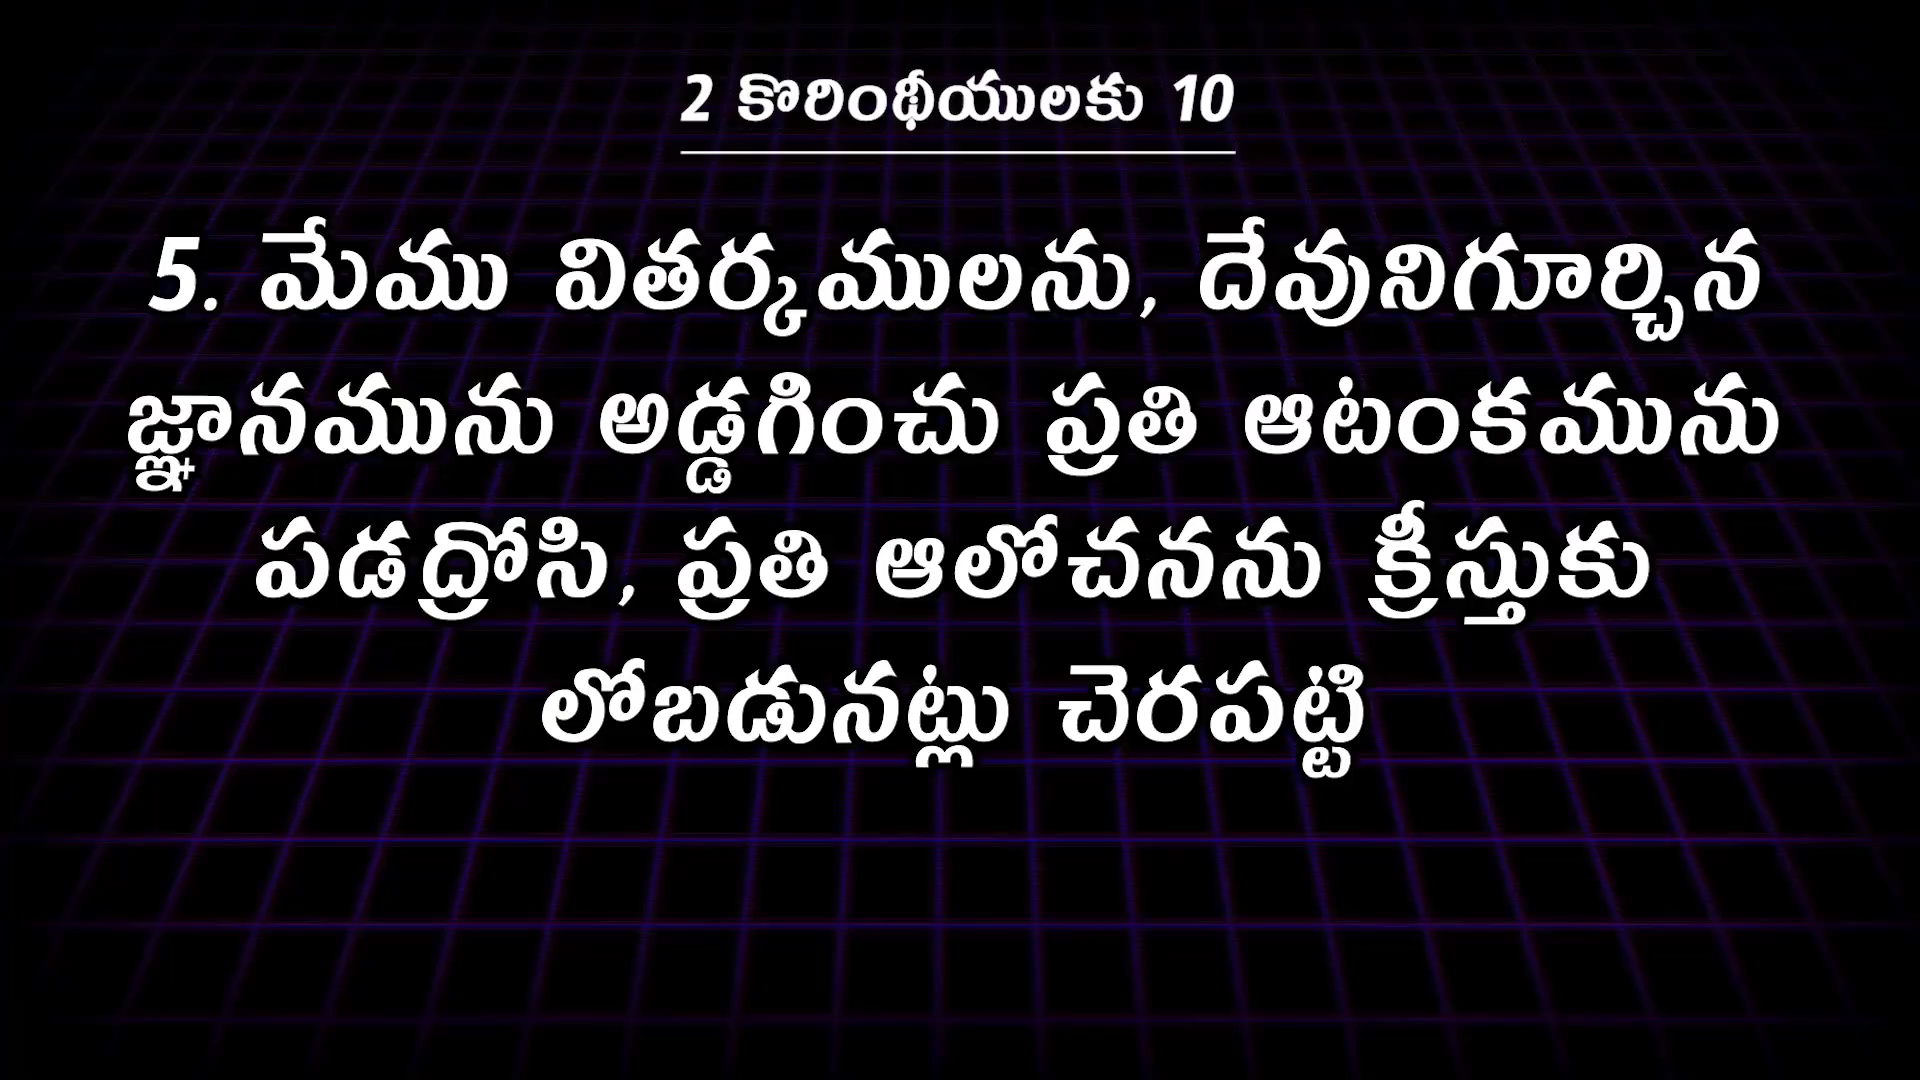 2 కొరింథీయులకు 10
5. మేము వితర్కములను, దేవునిగూర్చిన
జ్ఞానమును అడ్డగించు ప్రతి ఆటంకమును
పడద్రోసి, ప్రతి ఆలోచనను క్రీస్తుకు
లోబడునట్లు చెరపట్టి